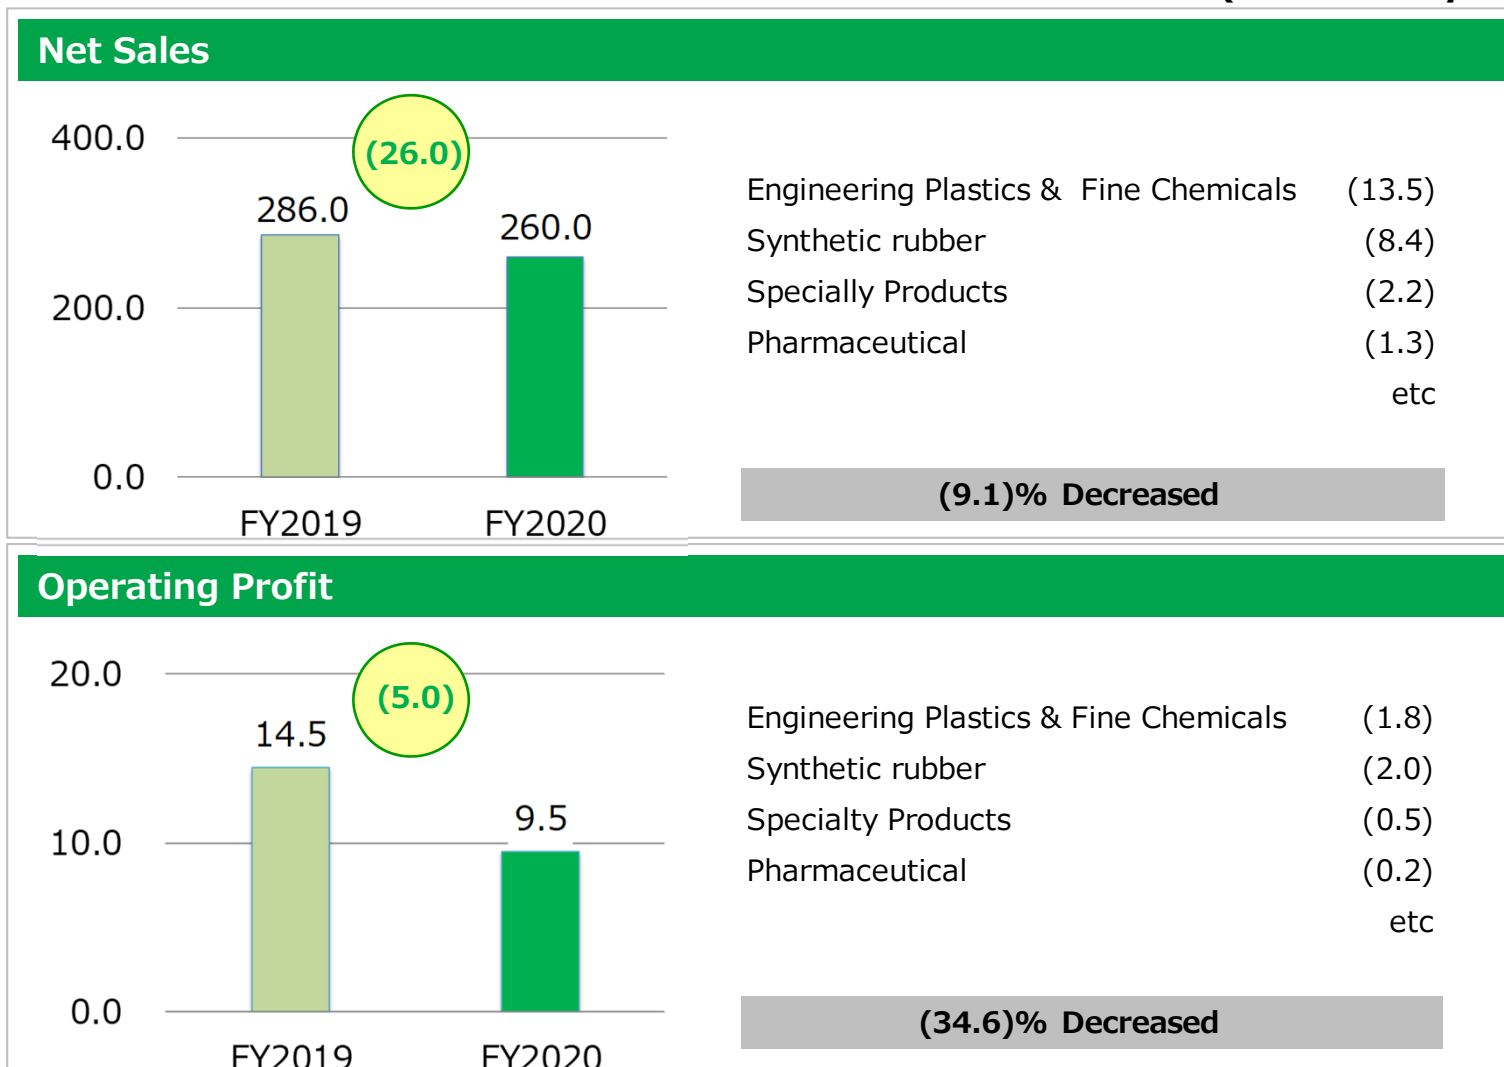 Net Sales
400.0
(26.0)
286.0
260.0
200.0
0.0
FY2019 FY2020
Engineering Plastics & Fine Chemicals (13.5)
Synthetic rubber (8.4)
Specially Products (2.2)
Pharmaceutical (1.3)
etc
(9.1)% Decreased
Operating Profit
20.0
(5.0)
14.5
9.5
10.0
0.0
FY2019 FY2020
Engineering Plastics & Fine Chemicals (1.8)
Synthetic rubber (2.0)
Specialty Products (0.5)
Pharmaceutical (0.2)
etc
(34.6)% Decreased